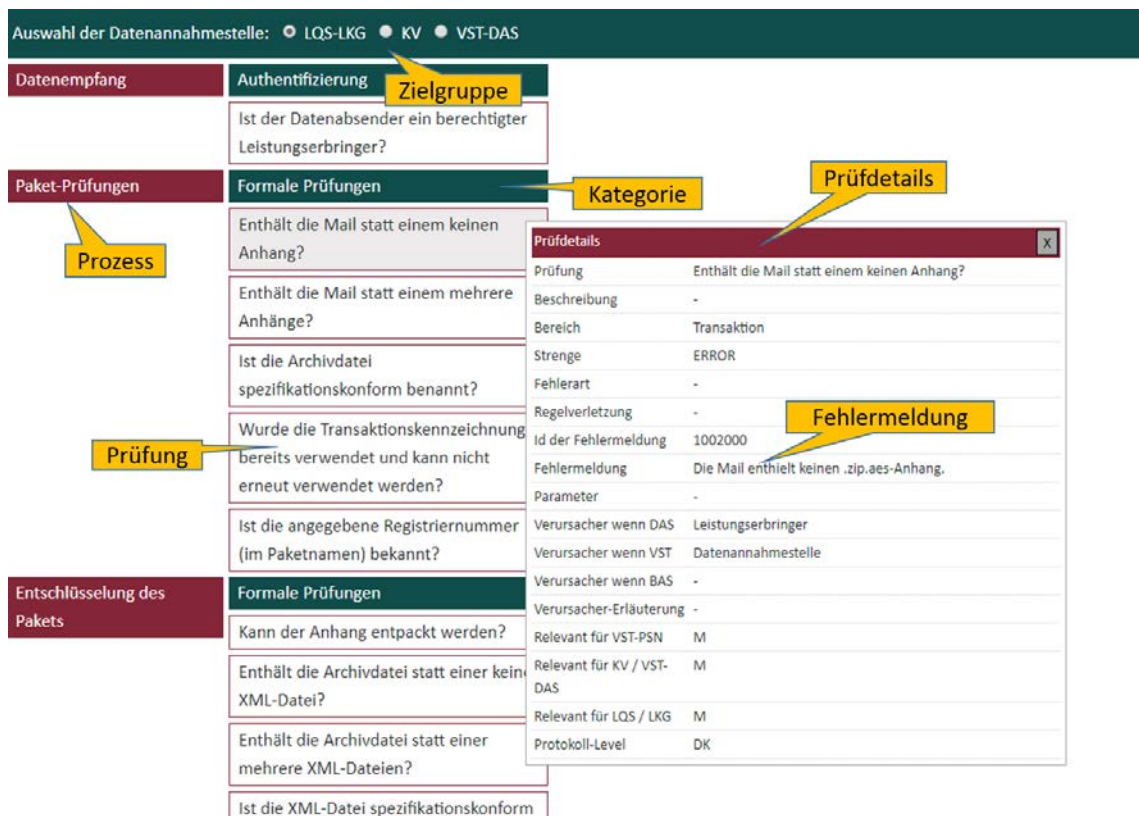 Auswahl der Datenannahmestelle: LQS-LKG KV VST-DAS
Zielgruppe
Datenempfang
Authentifizierung
Ist der Datenabsender ein berechtigter
Leistungserbringer?
Paket-Prüfungen
Formale Prüfungen
Kategorie
Prüfdetails
Prozess
Enthält die Mail statt einem keinen
Anhang?
Enthält die Mail statt einem mehrere
Anhänge?
Ist die Archivdatei
spezifikationskonform benannt?
Prüfung
Wurde die Transaktionskennzeichnung
bereits verwendet und kann nicht
erneut verwendet werden?
Ist die angegebene Registriernummer
(im Paketnamen) bekannt?
Entschlüsselung des
Pakets
Formale Prüfungen
Kann der Anhang entpackt werden?
Enthält die Archivdatei statt einer
XML-Datei?
Enthält die Archivdatei statt einer
mehrere XML-Dateien?
Ist die XML-Datei spezifikationskonform
Prüfdetails X
Prüfung Enthält die Mail statt einem keinen Anhang?
Beschreibung -
Bereich Transaktion
Strenge ERROR
Fehlerart -
Regelverletzung -
Fehlermeldung
Id der Fehlermeldung 1002000
Fehlermeldung Die Mail enthielt keinen .zip.aes-Anhang.
Parameter -
Verursacher wenn DAS Leistungserbringer
Verursacher wenn VST Datenannahmestelle
Verursacher wenn BAS -
Verursacher-Erläuterung -
Relevant für VST-PSN M
Relevant für KV / VST-
DAS M
Relevant für LQS / LKG M
Protokoll-Level DK